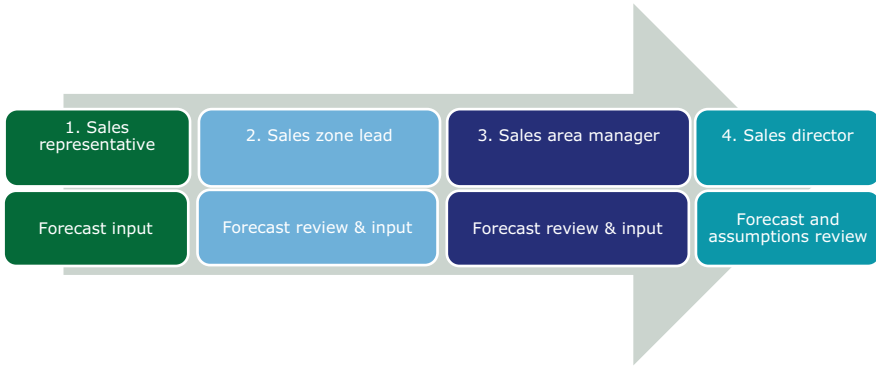 1. Sales
representative
2. Sales zone lead
3. Sales area manager
4. Sales director
Forecast input
Forecast review & input
Forecast review & input
Forecast and
assumptions review